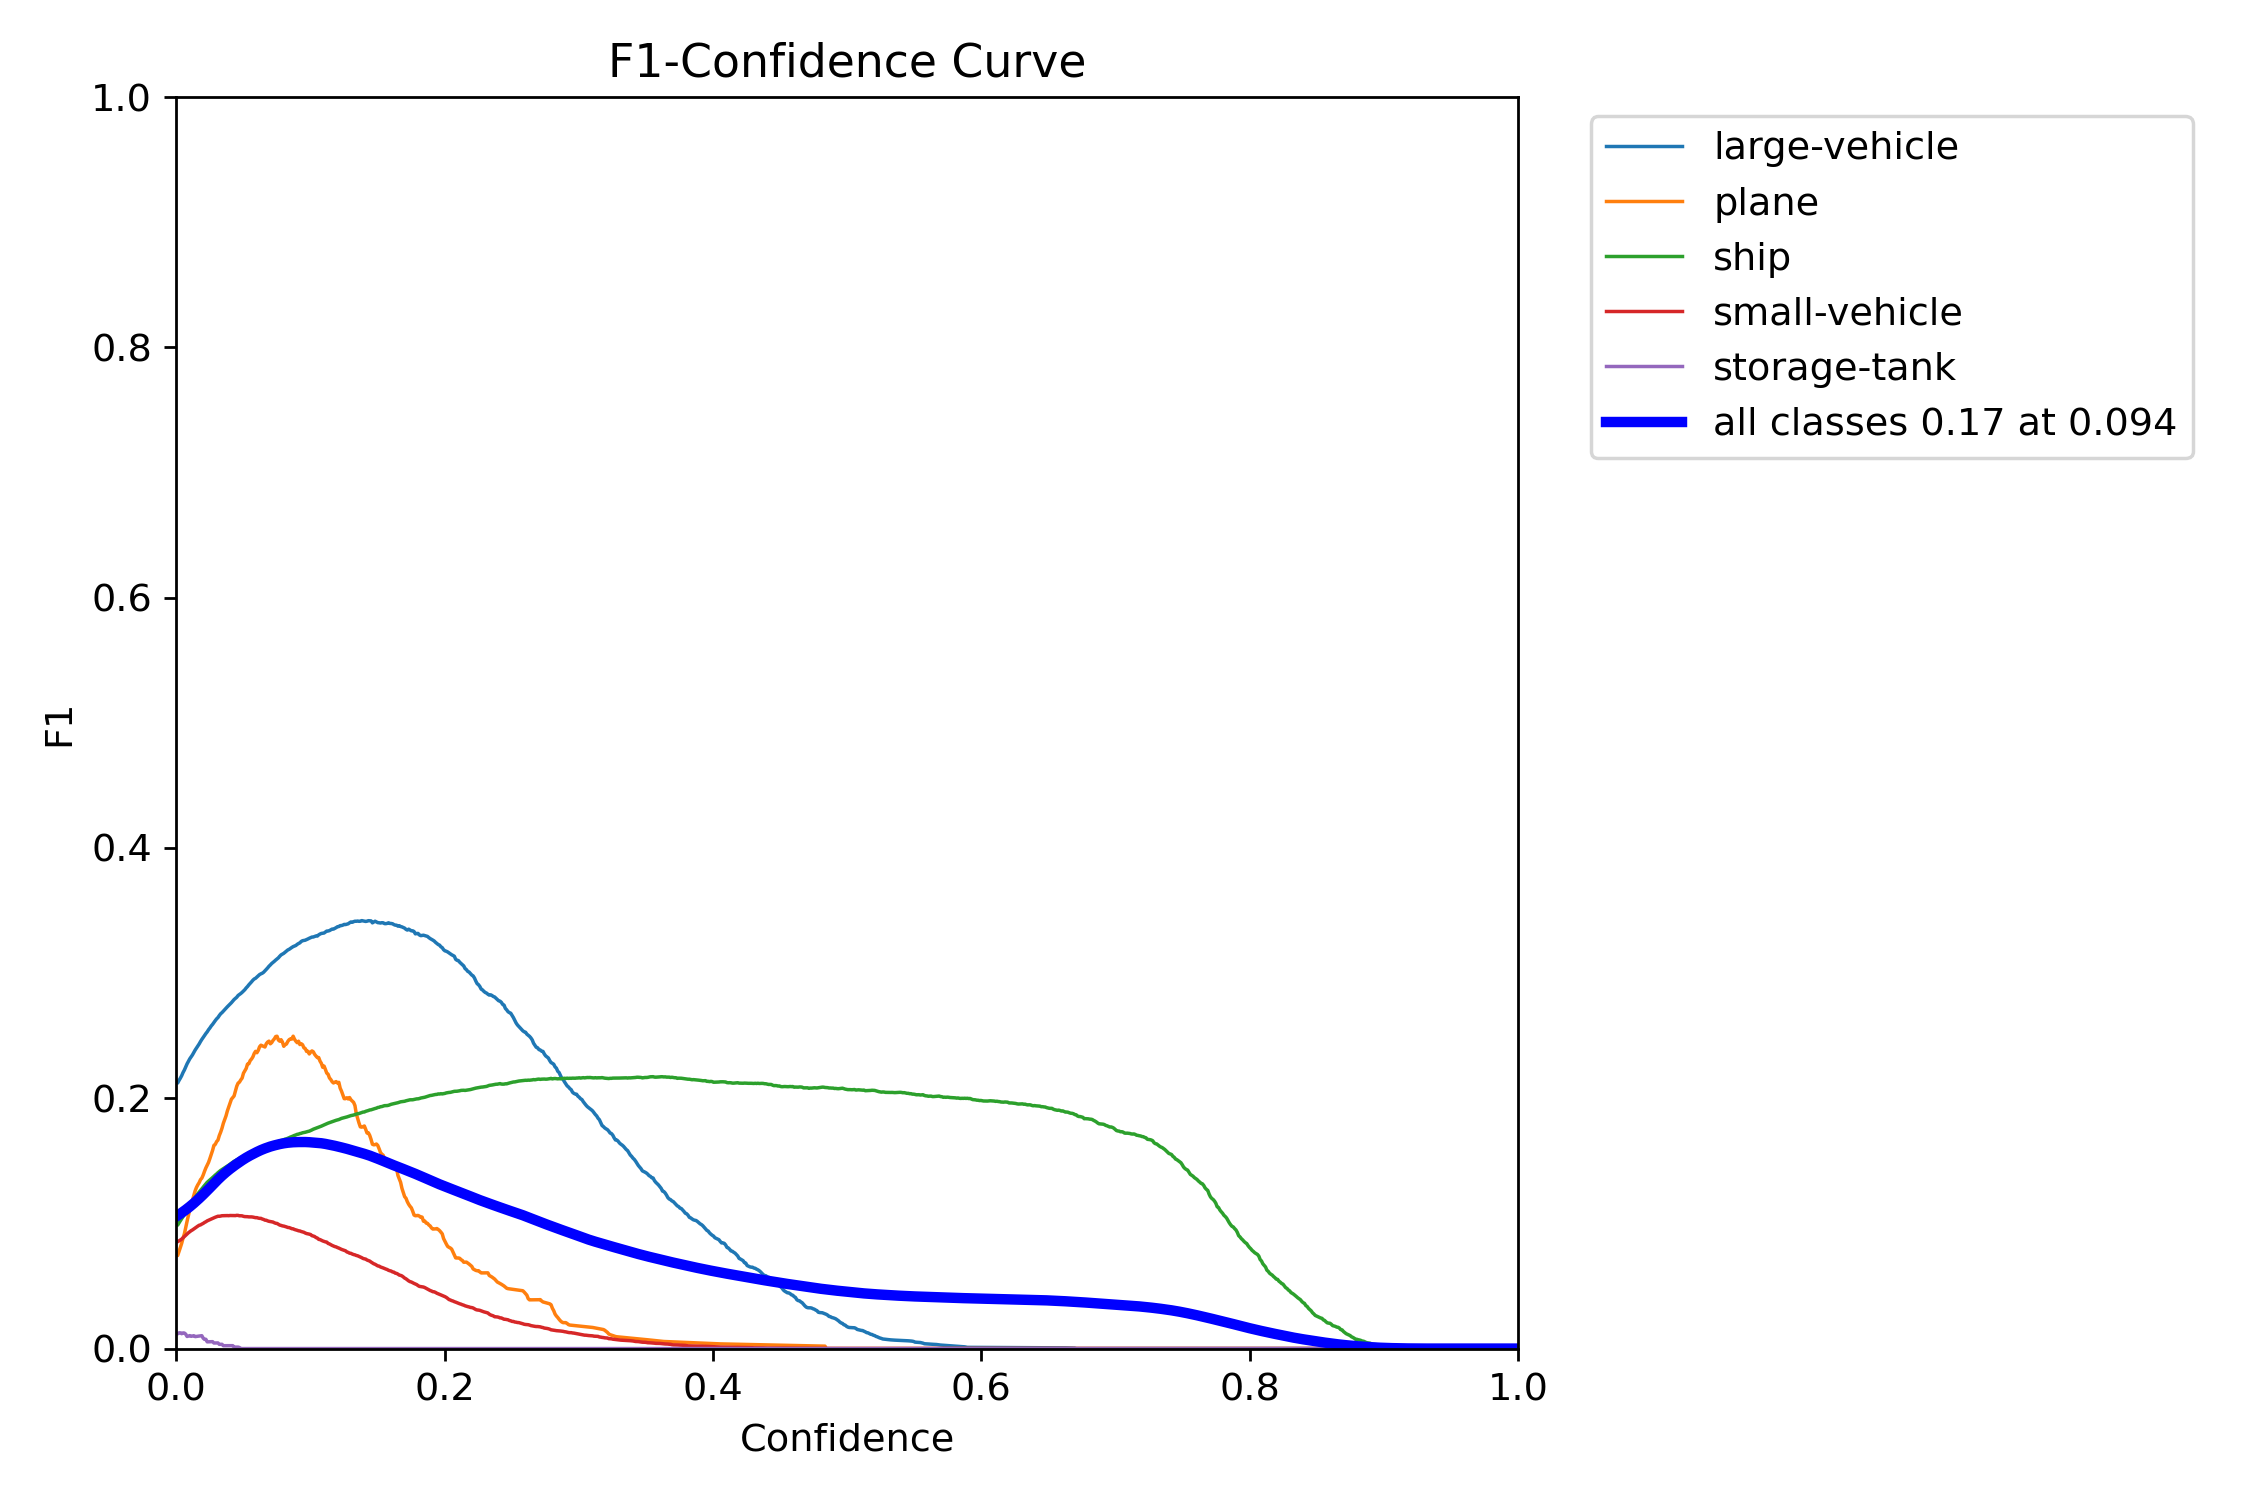 F1-Confidence Curve
1.0
0.8
0.6
0.4
0.2
0.0
F1
0.0 0.2 0.4 0.6 0.8 1.0
Confidence
large-vehicle
plane
ship
small-vehicle
storage-tank
all classes 0.17 at 0.094